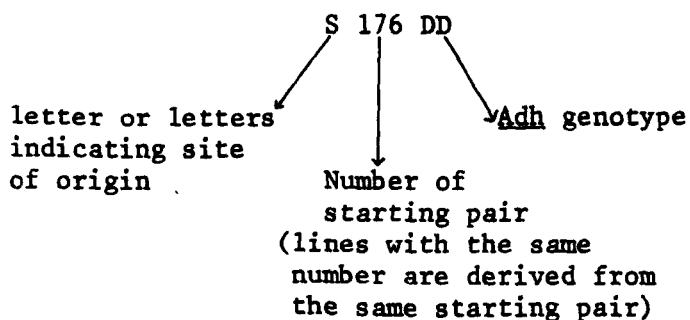 S 176 DD
letter or letters
indicating site
of origin
Adh genotype
Number of
starting pair
(lines with the same
number are derived from
the same starting pair)